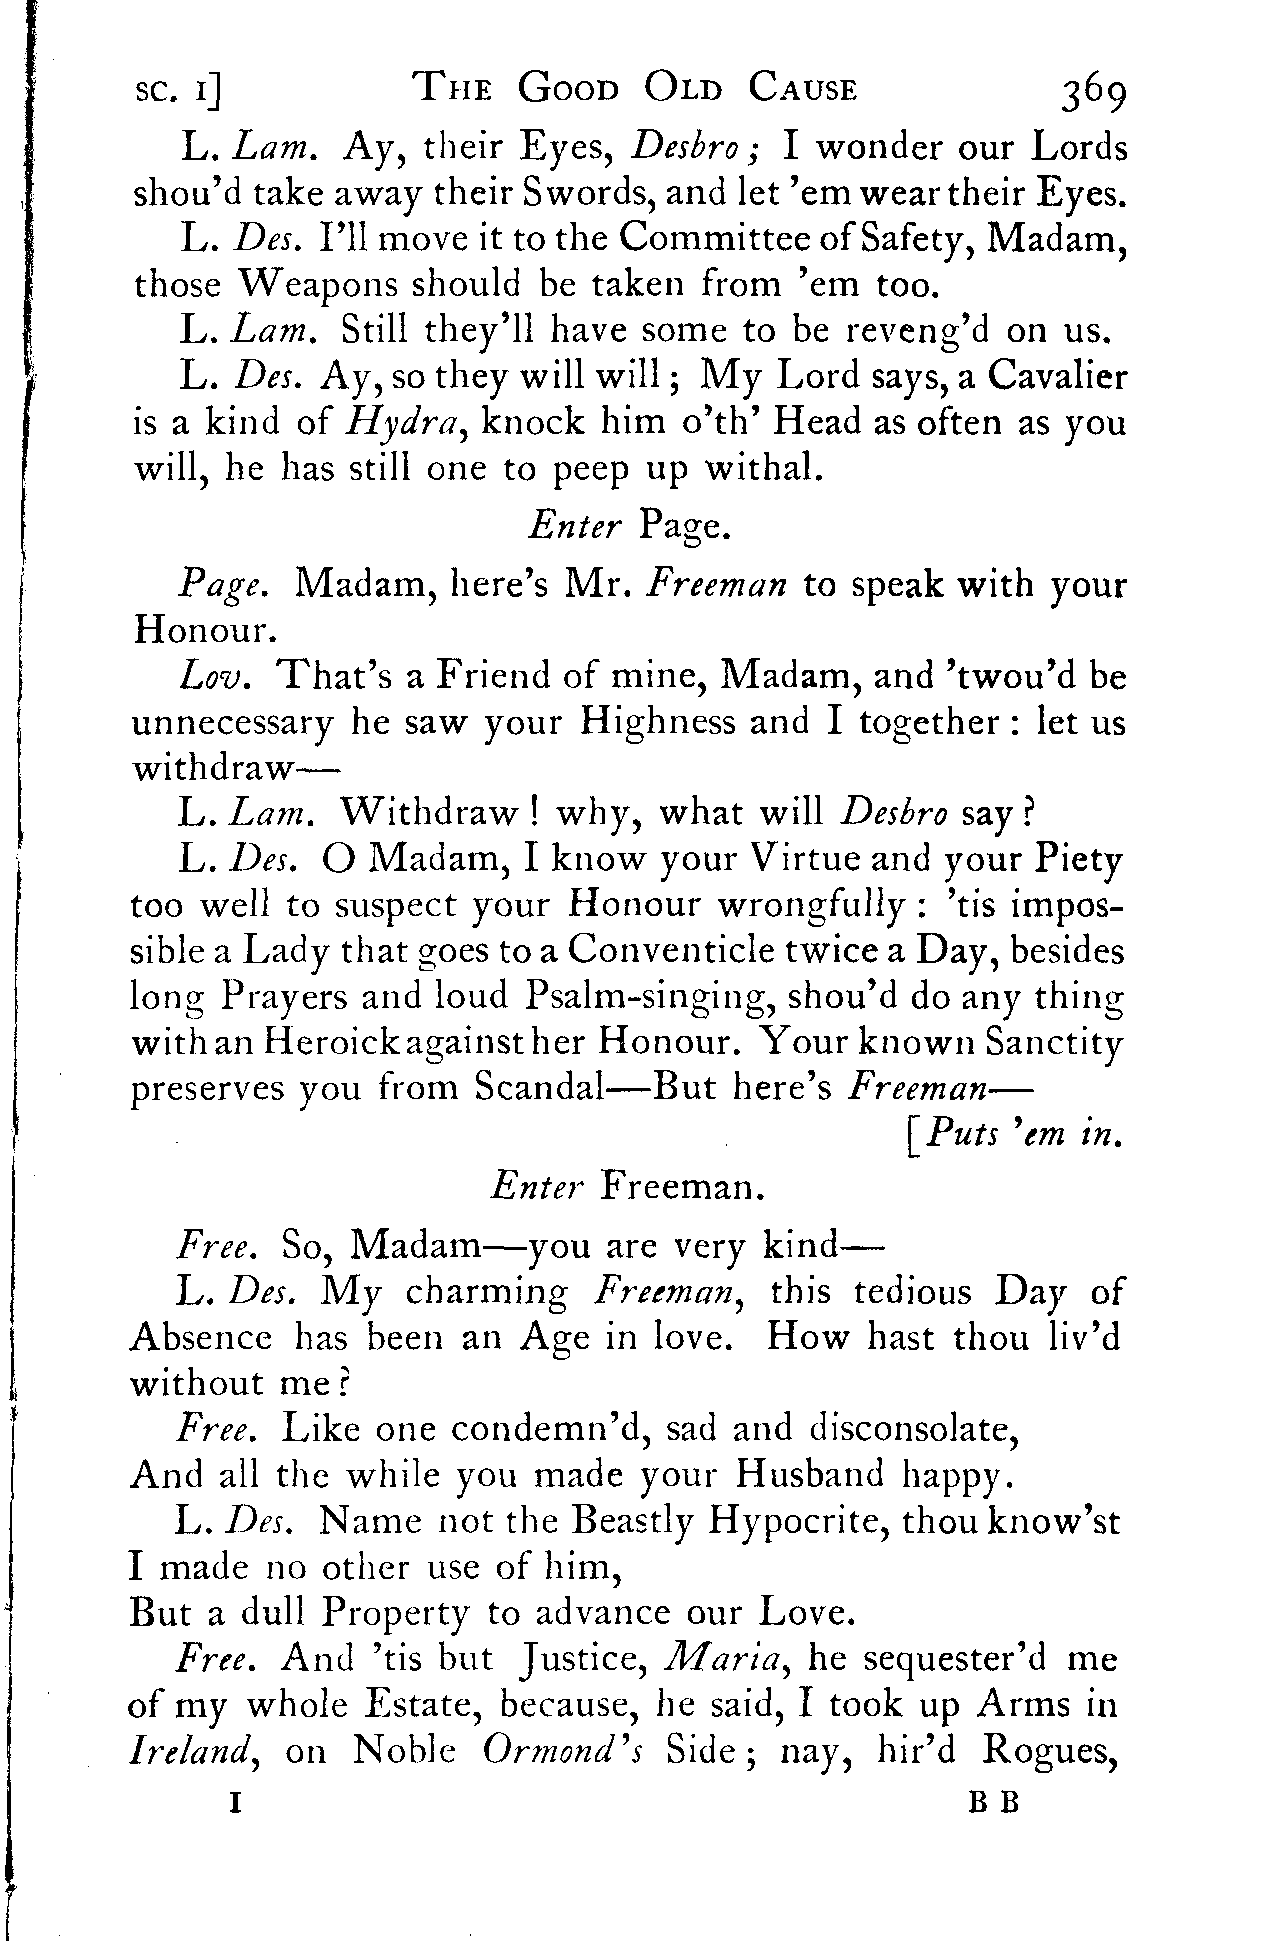 SC. I] THE GOOD OLD CAUSE 369
L. Lam. Ay, their Eyes, Desbro; I wonder our Lords
shou'd take away their Swords, and let 'em wear their Eyes.
L. Des. I'll move it to the Committee of Safety, Madam,
those Weapons should be taken from 'em too.
L. Lam. Still they'll have some to be reveng'd on us.
L. Des. Ay, so they will will; My Lord says, a Cavalier
is a kind of Hydra, knock him o'th' Head as often as you
will, he has still one to peep up withal.
Enter Page.
Page. Madam, here's Mr. Freeman to speak with your
Honour.
Lov. That's a Friend of mine, Madam, and 'twou'd be
unnecessary he saw your Highness and I together: let us
withdraw—
L. Lam. Withdraw! why, what will Desbro say?
L. Des. O Madam, I know your Virtue and your Piety
too well to suspect your Honour wrongfully: 'tis impos-
sible a Lady that goes to a Conventicle twice a Day, besides
long Prayers and loud Psalm-singing, shou'd do any thing
with an Heroick against her Honour. Your known Sanctity
preserves you from Scandal—But here's Freeman—
[Puts 'em in.
Enter Freeman.
Free. So, Madam—you are very kind—
L. Des. My charming Freeman, this tedious Day of
Absence has been an Age in love. How hast thou liv'd
without me?
Free. Like one condemn'd, sad and disconsolate,
And all the while you made your Husband happy.
L. Des. Name not the Beastly Hypocrite, thou know'st
I made no other use of him,
But a dull Property to advance our Love.
Free. And 'tis but Justice, Maria, he sequester'd me
of my whole Estate, because, he said, I took up Arms in
Ireland, on Noble Ormond's Side; nay, hir'd Rogues,
I B B